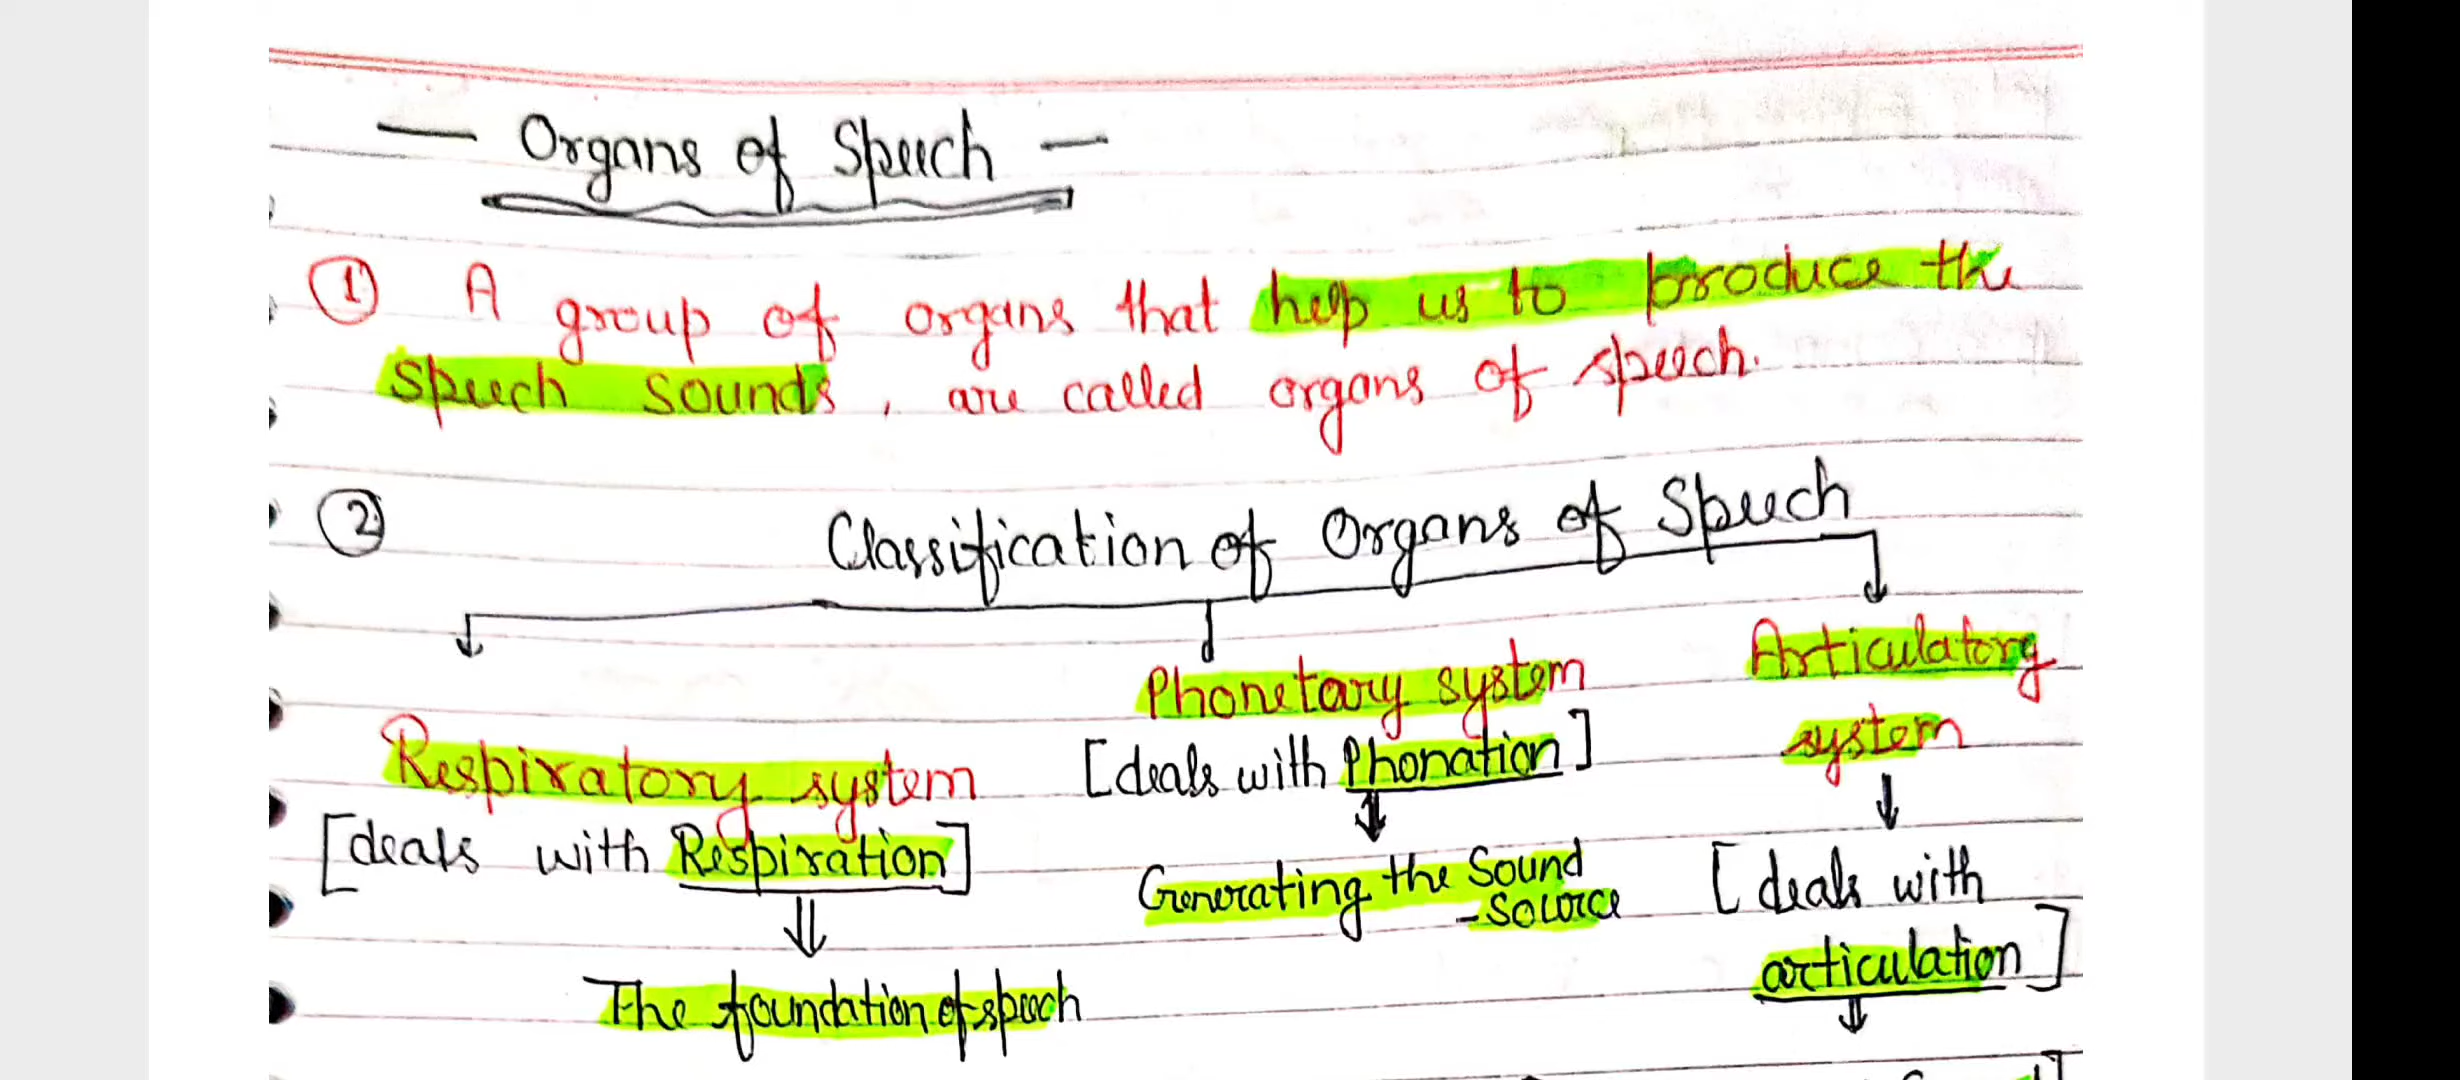 — Organs of Speech —
① A group of organs that help us to produce the
speech sounds, are called organs of speech.
② Classification of Organs of Speech
Respiratory system
[deals with Respiration]
The foundation of speech
Phonetary system
[deals with Phonation]
Generating the Sound
-Source
Articulatory
system
[deals with
articulation]